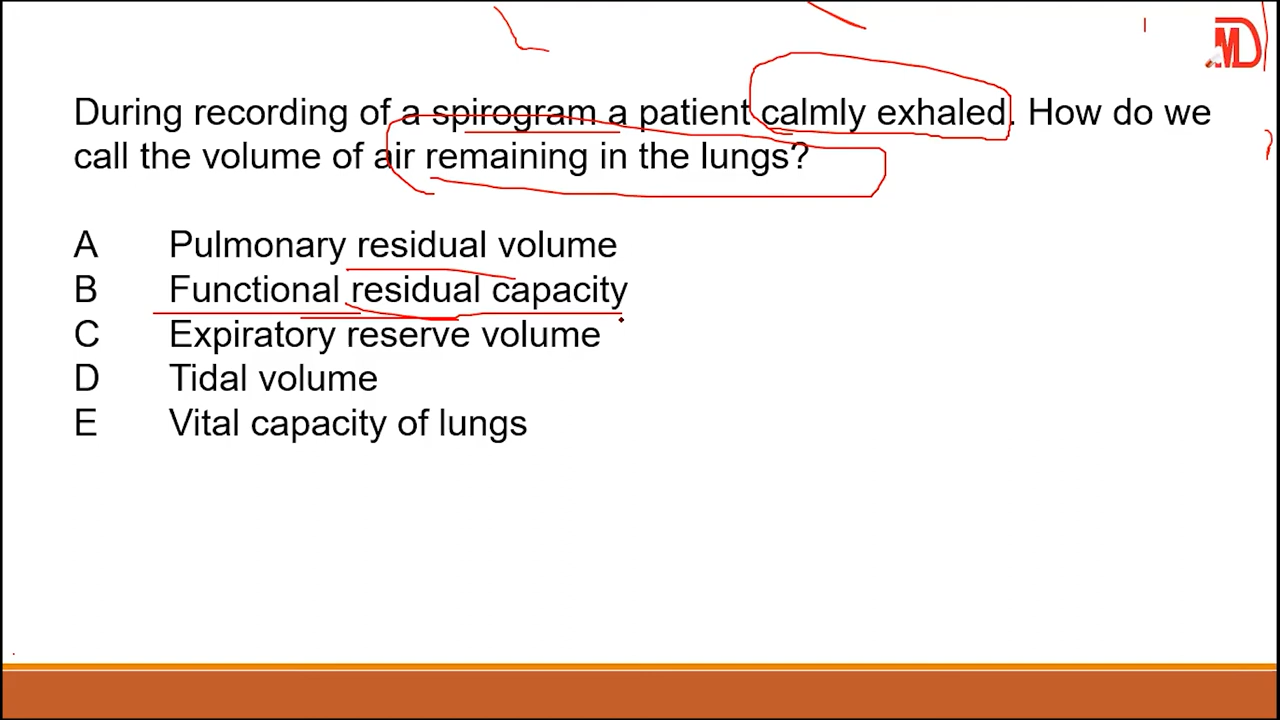 MD
During recording of a spirogram a patient calmly exhaled. How do we
call the volume of air remaining in the lungs?
A Pulmonary residual volume
B Functional residual capacity
C Expiratory reserve volume
D Tidal volume
E Vital capacity of lungs